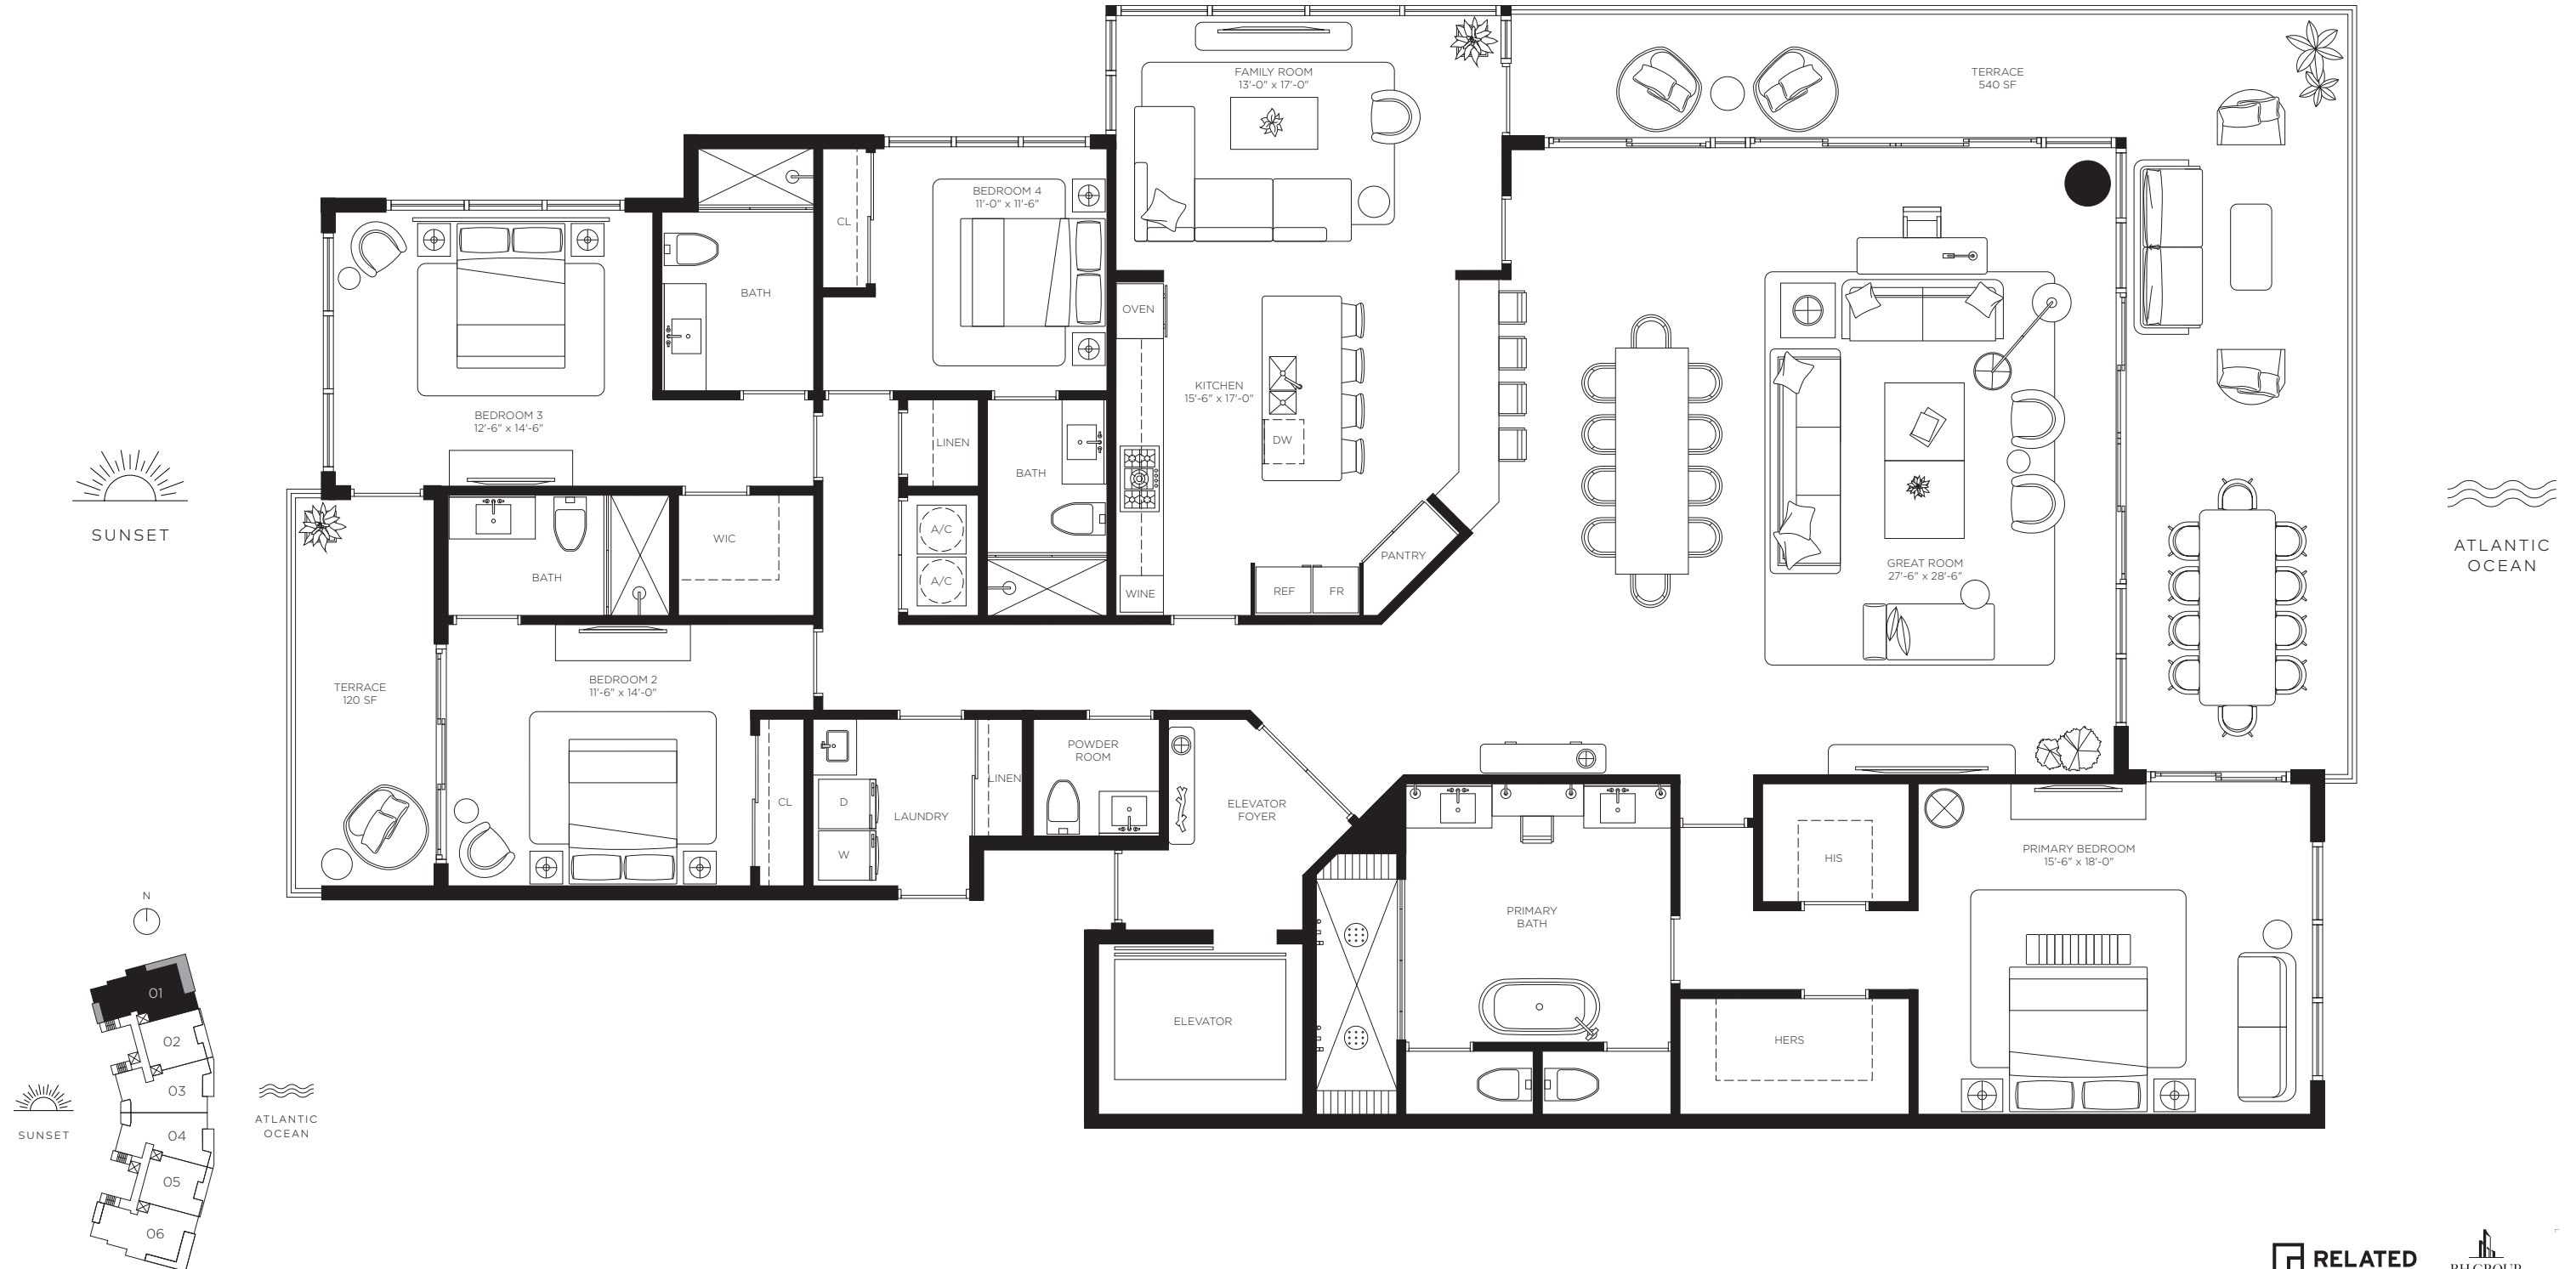 FAMILY ROOM
13'-0" x 17'-0"
TERRACE
540 SF
BEDROOM 4
11'-0" x 11'-6"
CL
BATH
OVEN
KITCHEN
15'-6" x 17'-0"
BEDROOM 3
12'-6" x 14'-6"
DW
LINEN
BATH
SUNSET
A/C
WIC
ATLANTIC
OCEAN
PANTRY
GREAT ROOM
27'-6" x 28'-6"
BATH
A/C
WINE
REF
FR
BEDROOM 2
11'-6" x 14'-0"
TERRACE
120 SF
POWDER
ROOM
LINEN
CL
D
LAUNDRY
ELEVATOR
FOYER
W
HIS
PRIMARY BEDROOM
15'-6" x 18'-0"
N
PRIMARY
BATH
01
ELEVATOR
HERS
02
03
ATLANTIC
OCEAN
SUNSET
04
05
06
RELATED